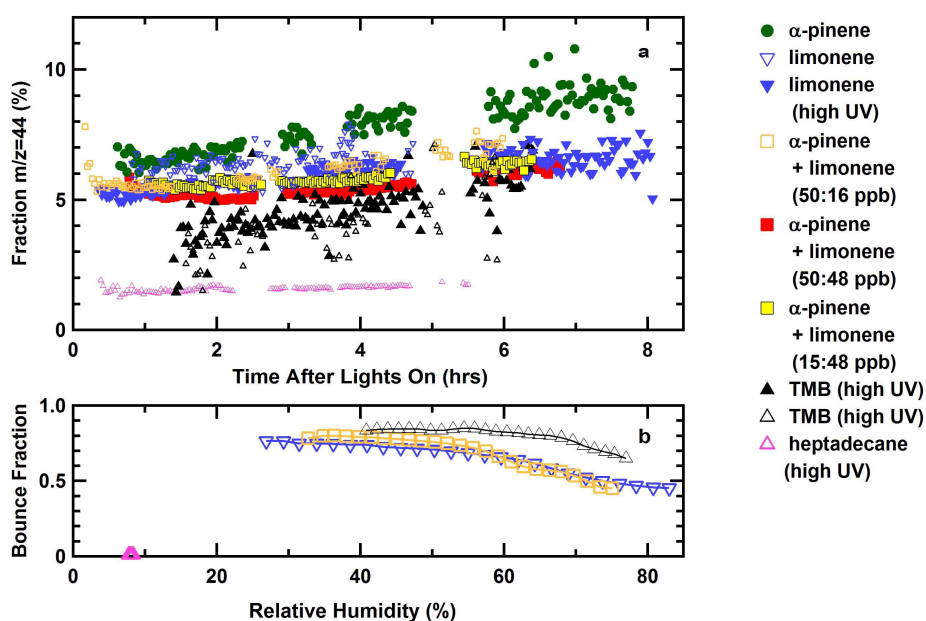 a
10
5
0
Fraction m/z=44 (%)
0 2 4 6 8
Time After Lights On (hrs)
b
1.0
0.5
0
Bounce Fraction
0 20 40 60 80
Relative Humidity (%)
α-pinene
limonene
limonene
(high UV)
α-pinene
+ limonene
(50:16 ppb)
α-pinene
+ limonene
(50:48 ppb)
α-pinene
+ limonene
(15:48 ppb)
TMB (high UV)
TMB (high UV)
heptadecane
(high UV)